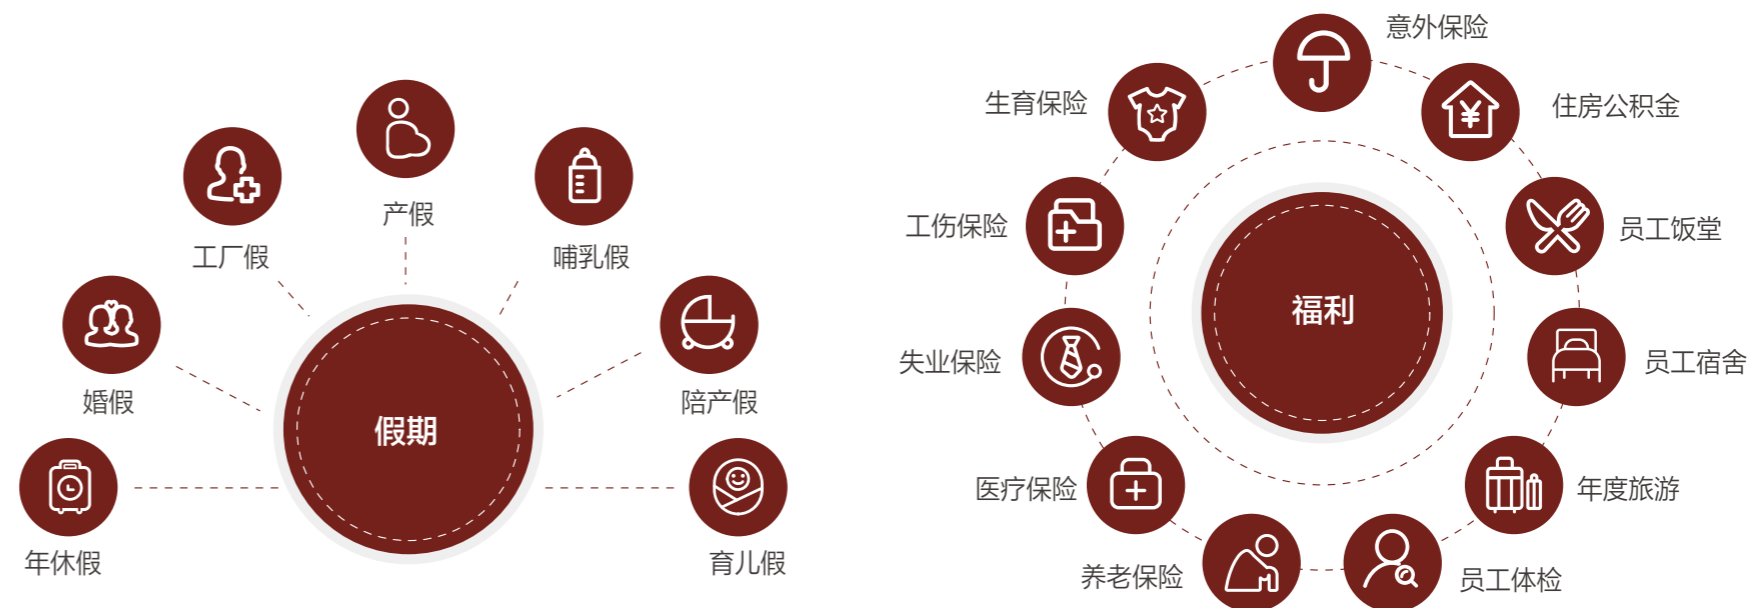 产假
工厂假
哺乳假
婚假
陪产假
假期
年休假
育儿假
意外保险
生育保险
住房公积金
工伤保险
员工饭堂
福利
失业保险
员工宿舍
医疗保险
年度旅游
养老保险
员工体检